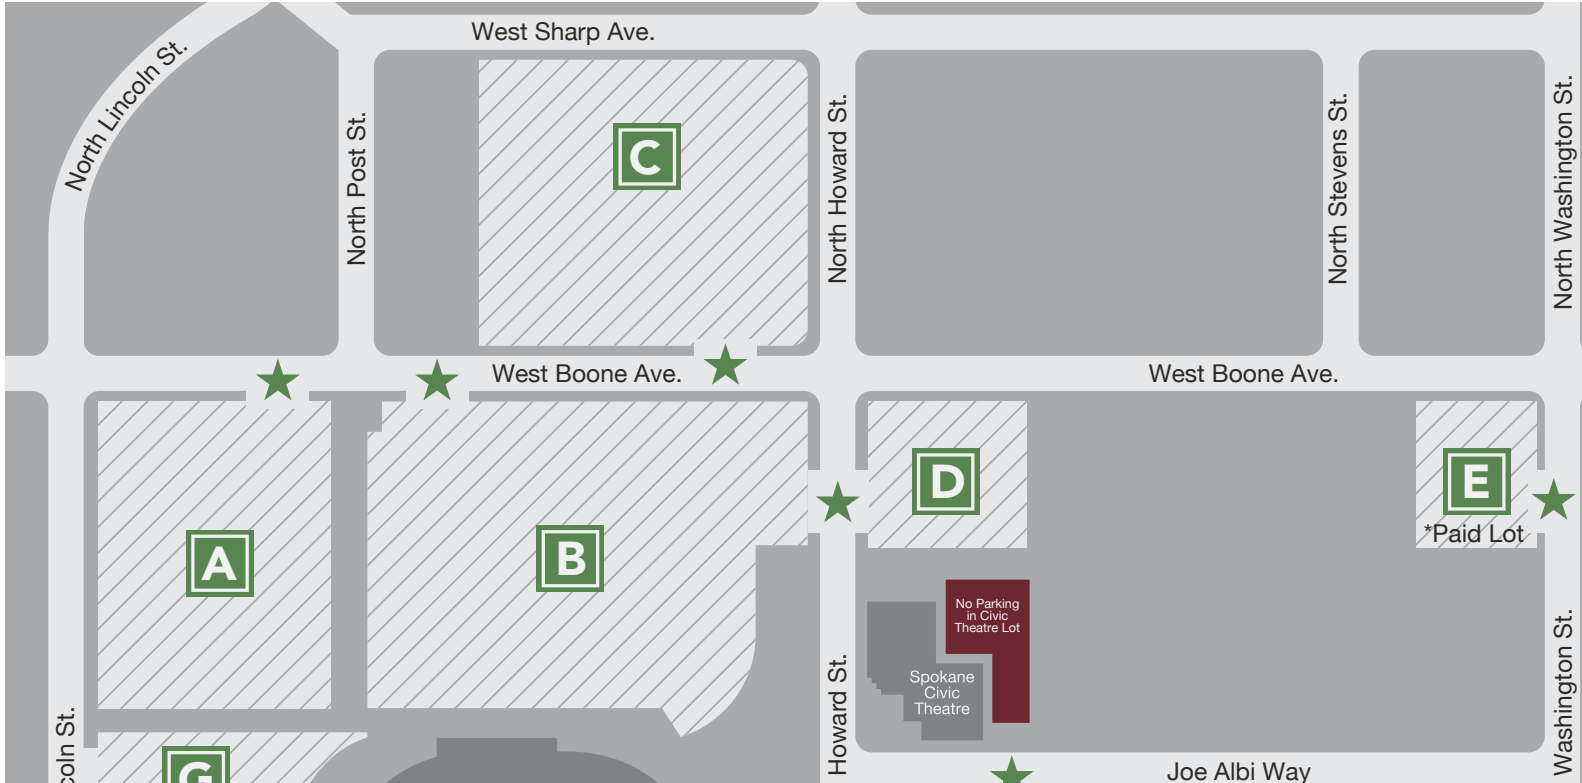 West Sharp Ave.
North Lincoln St.
North Post St.
C
North Howard St.
North Stevens St.
North Washington St.
West Boone Ave.
West Boone Ave.
A
B
D
E
*Paid Lot
No Parking
in Civic
Theatre Lot
Spokane
Civic
Theatre
Howard St.
Washington St.
coln St.
G
Joe Albi Way